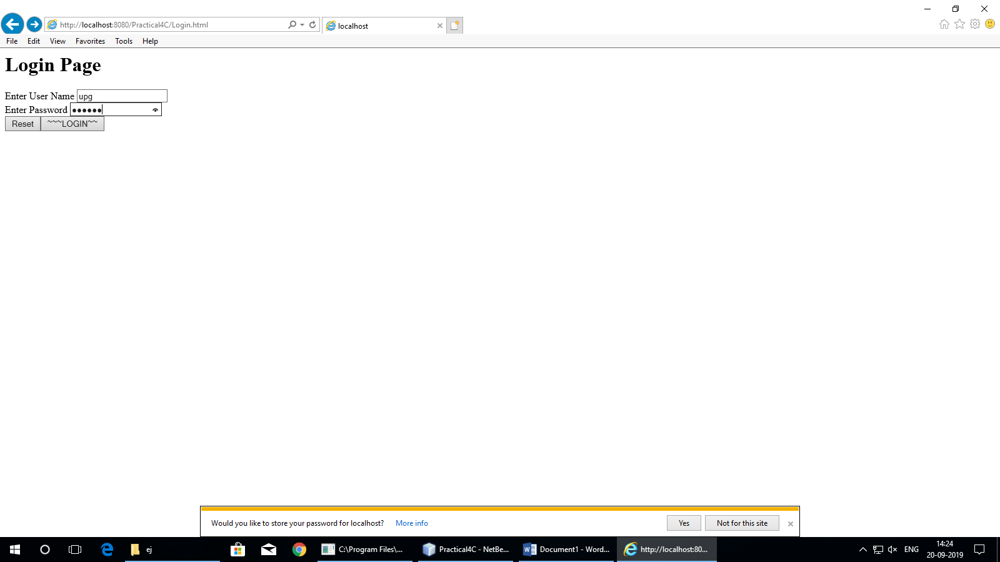 http://localhost:8080/Practical4C/Login.html
localhost
File Edit View Favorites Tools Help
Login Page
Enter User Name upg
Enter Password ••••••
Reset ~~~LOGIN~~
Would you like to store your password for localhost? More info Yes Not for this site
ej C:\Program Files\... Practical4C - NetBe... Document1 - Word... http://localhost:80... ENG 14:24
20-09-2019